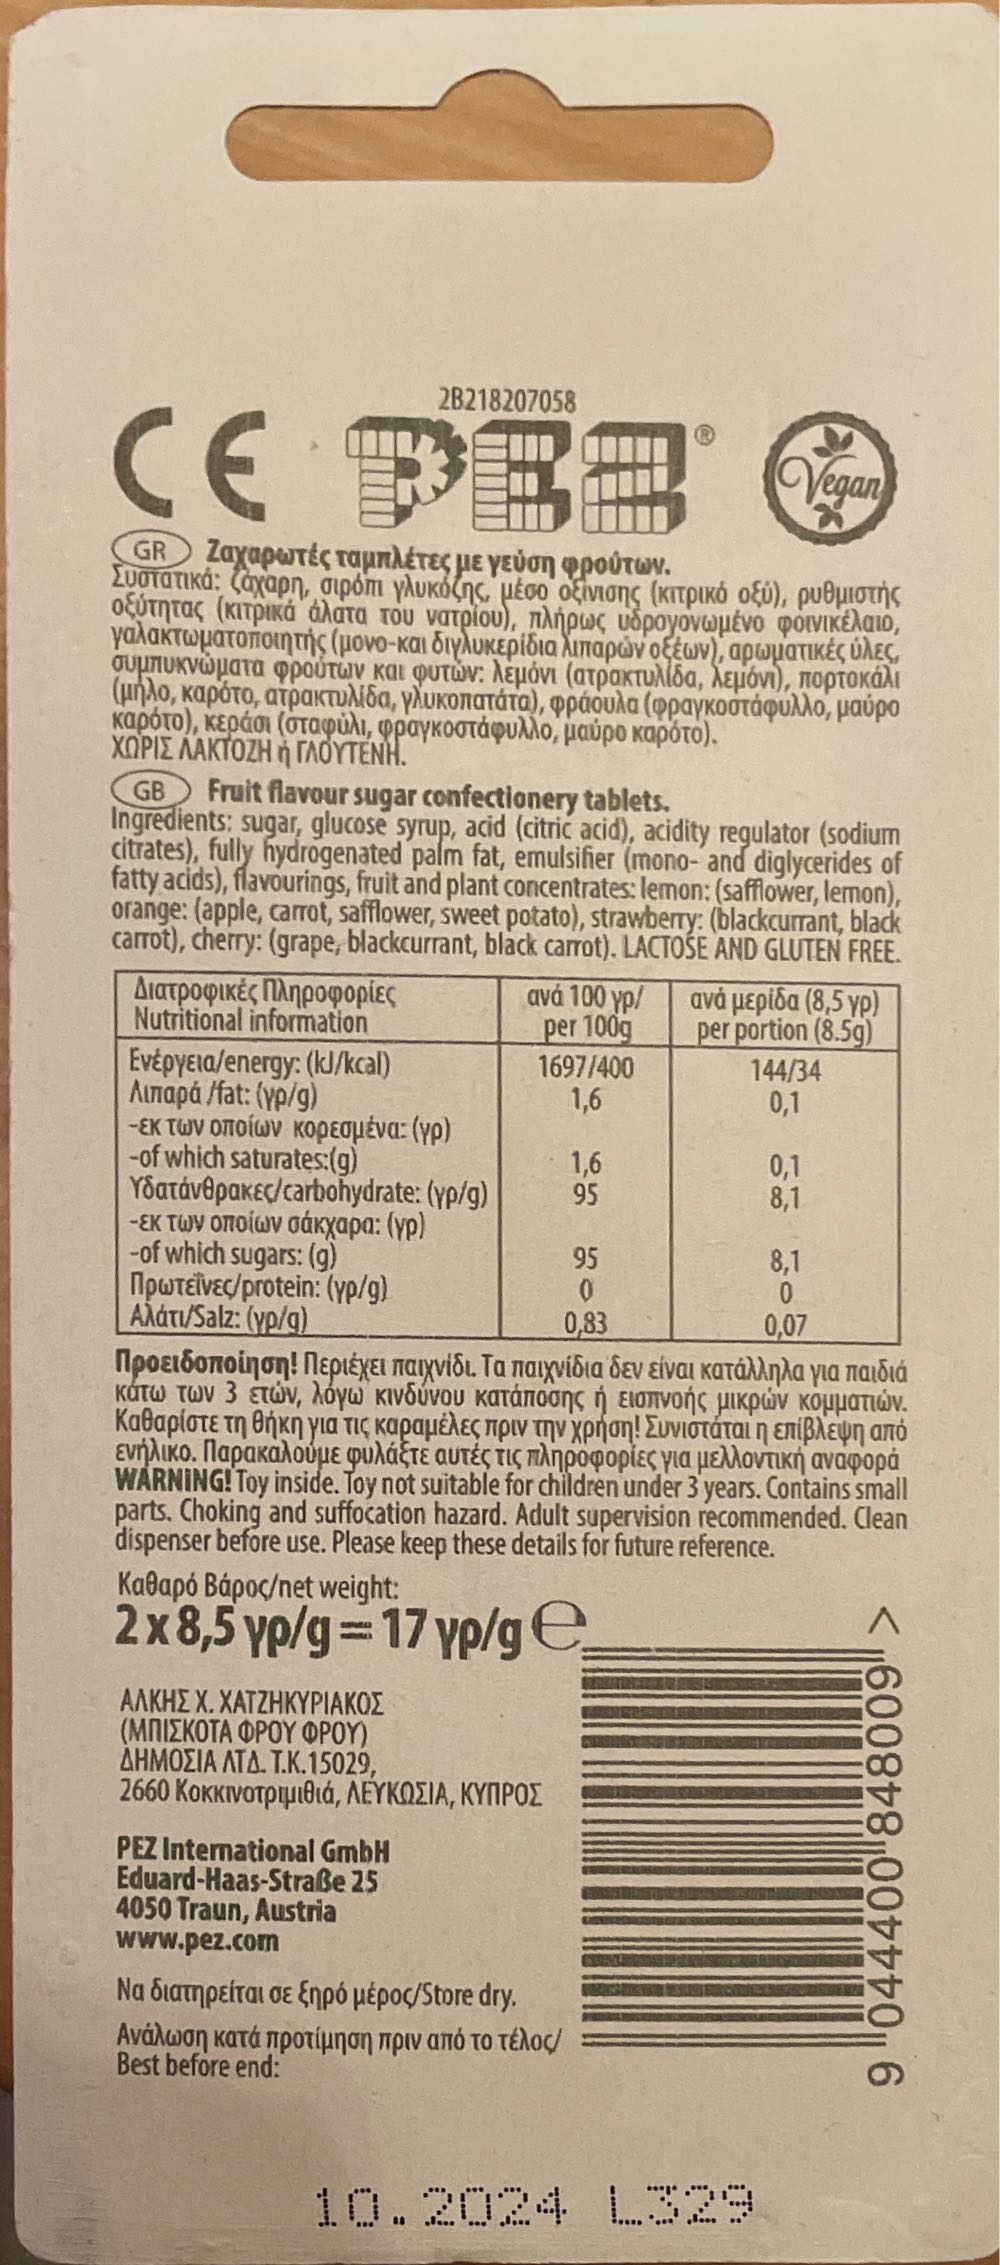 2B218207058
CE PEZ® Vegan
GR Ζαχαρωτές ταμπλέτες με γεύση φρούτων.
Συστατικά: ζάχαρη, σιρόπι γλυκόζης, μέσο οξίνισης (κιτρικό οξύ), ρυθμιστής
οξύτητας (κιτρικά άλατα του νατρίου), πλήρως υδρογονωμένο φοινικέλαιο,
γαλακτωματοποιητής (μονο-και διγλυκερίδια λιπαρών οξέων), αρωματικές ύλες,
συμπυκνώματα φρούτων και φυτών: λεμόνι (ατρακτυλίδα, λεμόνι), πορτοκάλι
(μήλο, καρότο, ατρακτυλίδα, γλυκοπατάτα), φράουλα (φραγκοστάφυλλο, μαύρο
καρότο), κεράσι (σταφύλι, φραγκοστάφυλλο, μαύρο καρότο).
ΧΩΡΙΣ ΛΑΚΤΟΖΗ ή ΓΛΟΥΤΕΝΗ.
GB Fruit flavour sugar confectionery tablets.
Ingredients: sugar, glucose syrup, acid (citric acid), acidity regulator (sodium
citrates), fully hydrogenated palm fat, emulsifier (mono- and diglycerides of
fatty acids), flavourings, fruit and plant concentrates: lemon: (safflower, lemon),
orange: (apple, carrot, safflower, sweet potato), strawberry: (blackcurrant, black
carrot), cherry: (grape, blackcurrant, black carrot). LACTOSE AND GLUTEN FREE.
Διατροφικές Πληροφορίες ανά 100 γρ/ ανά μερίδα (8,5 γρ)
Nutritional information per 100g per portion (8.5g)
Ενέργεια/energy: (kJ/kcal) 1697/400 144/34
Λιπαρά /fat: (γρ/g) 1,6 0,1
-εκ των οποίων κορεσμένα: (γρ)
-of which saturates:(g) 1,6 0,1
Υδατάνθρακες/carbohydrate: (γρ/g) 95 8,1
-εκ των οποίων σάκχαρα: (γρ)
-of which sugars: (g) 95 8,1
Πρωτεΐνες/protein: (γρ/g) 0 0
Αλάτι/Salz: (γρ/g) 0,83 0,07
Προειδοποίηση! Περιέχει παιχνίδι. Τα παιχνίδια δεν είναι κατάλληλα για παιδιά
κάτω των 3 ετών, λόγω κινδύνου κατάποσης ή εισπνοής μικρών κομματιών.
Καθαρίστε τη θήκη για τις καραμέλες πριν την χρήση! Συνιστάται η επίβλεψη από
ενήλικο. Παρακαλούμε φυλάξτε αυτές τις πληροφορίες για μελλοντική αναφορά
WARNING! Toy inside. Toy not suitable for children under 3 years. Contains small
parts. Choking and suffocation hazard. Adult supervision recommended. Clean
dispenser before use. Please keep these details for future reference.
Καθαρό Βάρος/net weight:
2 x 8,5 γρ/g = 17 γρ/g ℮
ΑΛΚΗΣ Χ. ΧΑΤΖΗΚΥΡΙΑΚΟΣ
(ΜΠΙΣΚΟΤΑ ΦΡΟΥ ΦΡΟΥ)
ΔΗΜΟΣΙΑ ΛΤΔ. Τ.Κ.15029,
2660 Κοκκινοτριμιθιά, ΛΕΥΚΩΣΙΑ, ΚΥΠΡΟΣ
PEZ International GmbH
Eduard-Haas-Straße 25
4050 Traun, Austria
www.pez.com
Να διατηρείται σε ξηρό μέρος/Store dry.
Ανάλωση κατά προτίμηση πριν από το τέλος/
Best before end:
9 044400 848009 >
10.2024 L329